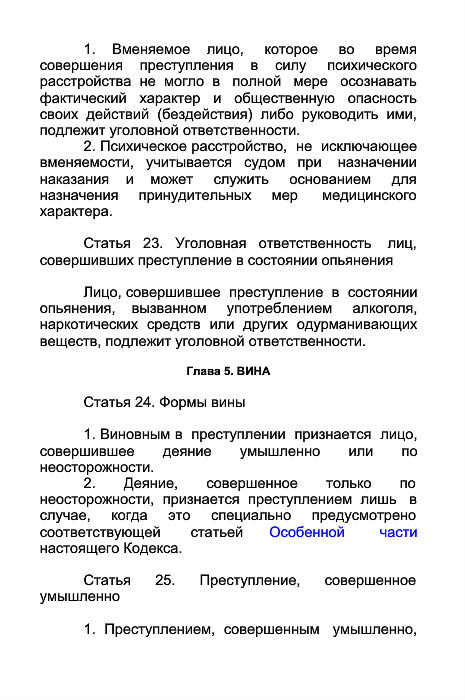 1. Вменяемое лицо, которое во время
совершения преступления в силу психического
расстройства не могло в полной мере осознавать
фактический характер и общественную опасность
своих действий (бездействия) либо руководить ими,
подлежит уголовной ответственности.
2. Психическое расстройство, не исключающее
вменяемости, учитывается судом при назначении
наказания и может служить основанием для
назначения принудительных мер медицинского
характера.
Статья 23. Уголовная ответственность лиц,
совершивших преступление в состоянии опьянения
Лицо, совершившее преступление в состоянии
опьянения, вызванном употреблением алкоголя,
наркотических средств или других одурманивающих
веществ, подлежит уголовной ответственности.
Глава 5. ВИНА
Статья 24. Формы вины
1. Виновным в преступлении признается лицо,
совершившее деяние умышленно или по
неосторожности.
2. Деяние, совершенное только по
неосторожности, признается преступлением лишь в
случае, когда это специально предусмотрено
соответствующей статьей Особенной части
настоящего Кодекса.
Статья 25. Преступление, совершенное
умышленно
1. Преступлением, совершенным умышленно,